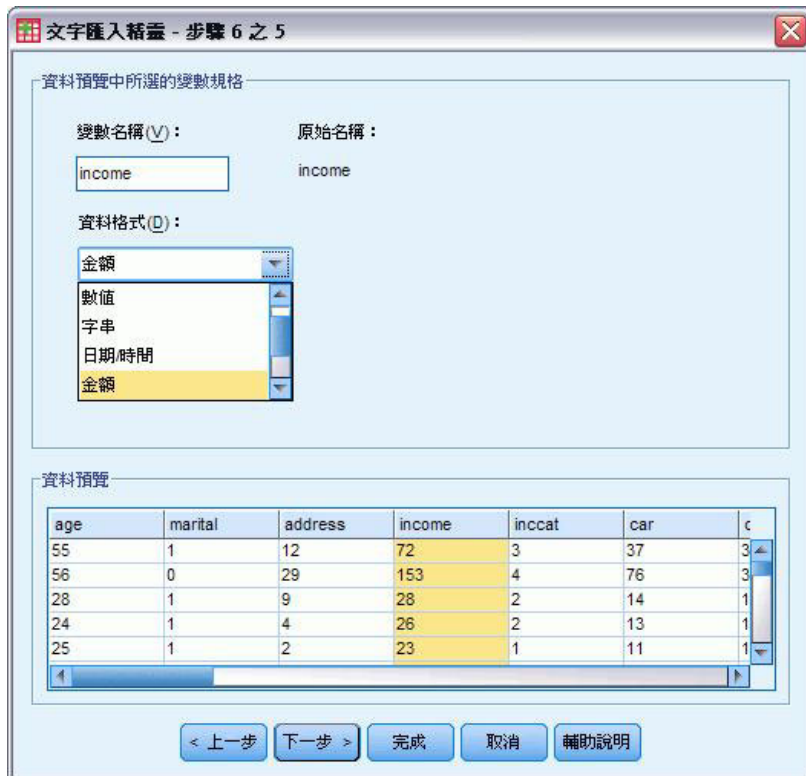 文字匯入精靈 - 步驟 6 之 5
資料預覽中所選的變數規格
變數名稱(V)： 原始名稱：
income income
資料格式(D)：
金額
數值
字串
日期/時間
金額
資料預覽
age marital address income inccat car c
55 1 12 72 3 37 3
56 0 29 153 4 76 3
28 1 9 28 2 14 1
24 1 4 26 2 13 1
25 1 2 23 1 11 1
< 上一步 下一步 > 完成 取消 輔助說明